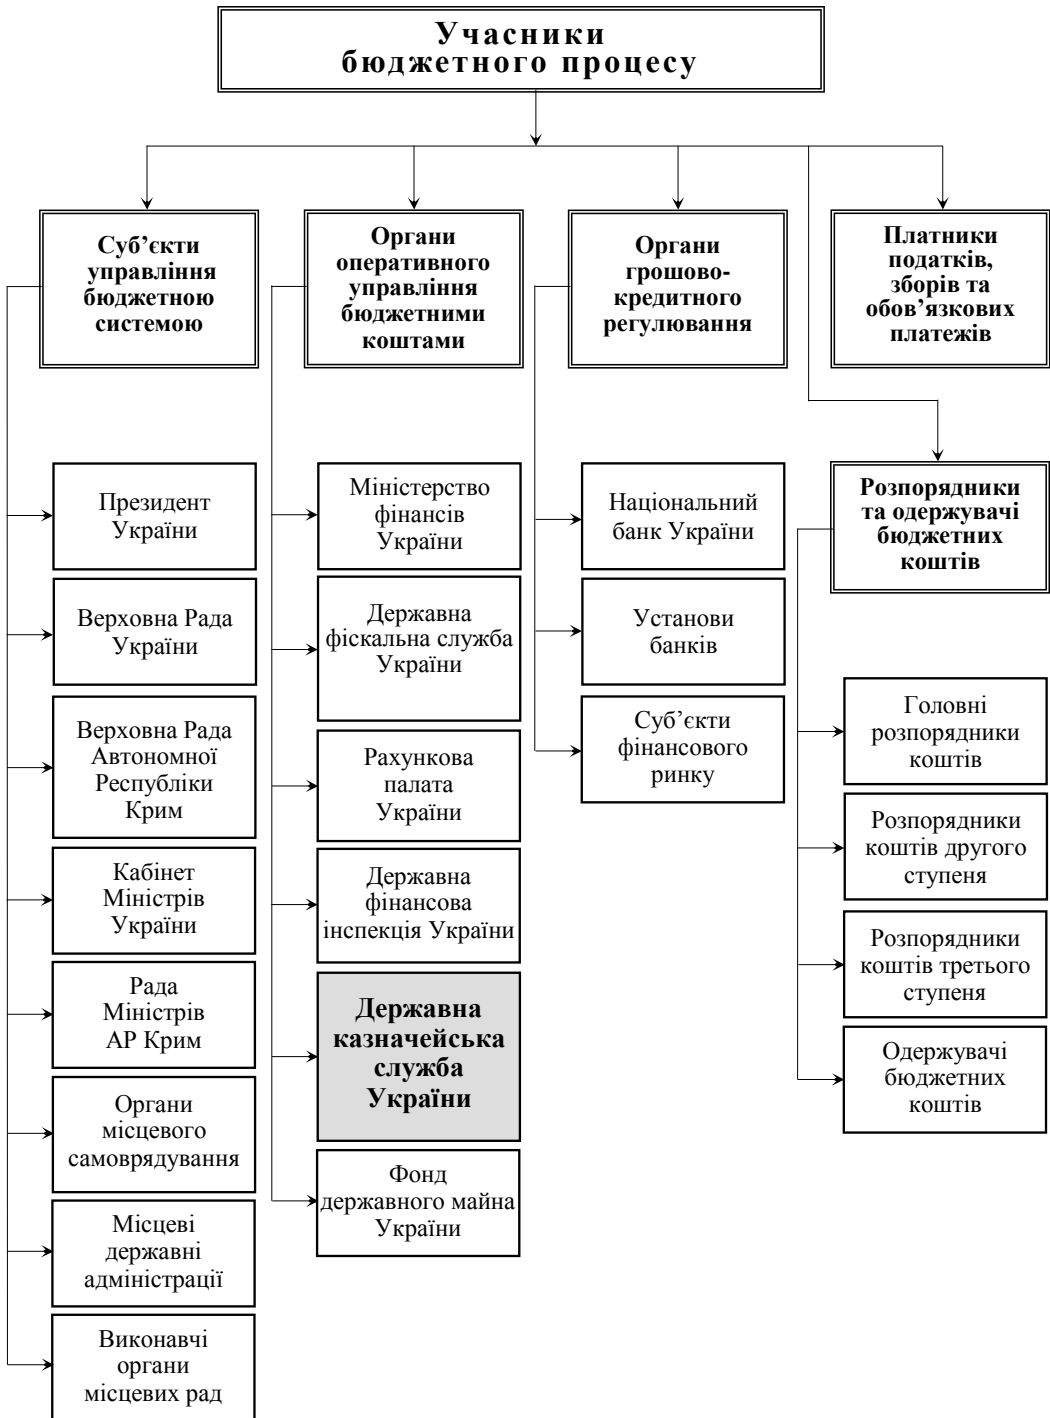 Учасники
бюджетного процесу
Суб’єкти
управління
бюджетною
системою
Органи
оперативного
управління
бюджетними
коштами
Органи
грошово-
кредитного
регулювання
Платники
податків,
зборів та
обов’язкових
платежів
Президент
України
Верховна Рада
України
Верховна Рада
Автономної
Республіки
Крим
Кабінет
Міністрів
України
Рада
Міністрів
АР Крим
Органи
місцевого
самоврядування
Місцеві
державні
адміністрації
Виконавчі
органи
місцевих рад
Міністерство
фінансів
України
Державна
фіскальна служба
України
Рахункова
палата
України
Державна
фінансова
інспекція України
Державна
казначейська
служба
України
Фонд
державного майна
України
Національний
банк України
Установи
банків
Суб’єкти
фінансового
ринку
Розпорядники
та одержувачі
бюджетних
коштів
Головні
розпорядники
коштів
Розпорядники
коштів другого
ступеня
Розпорядники
коштів третього
ступеня
Одержувачі
бюджетних
коштів